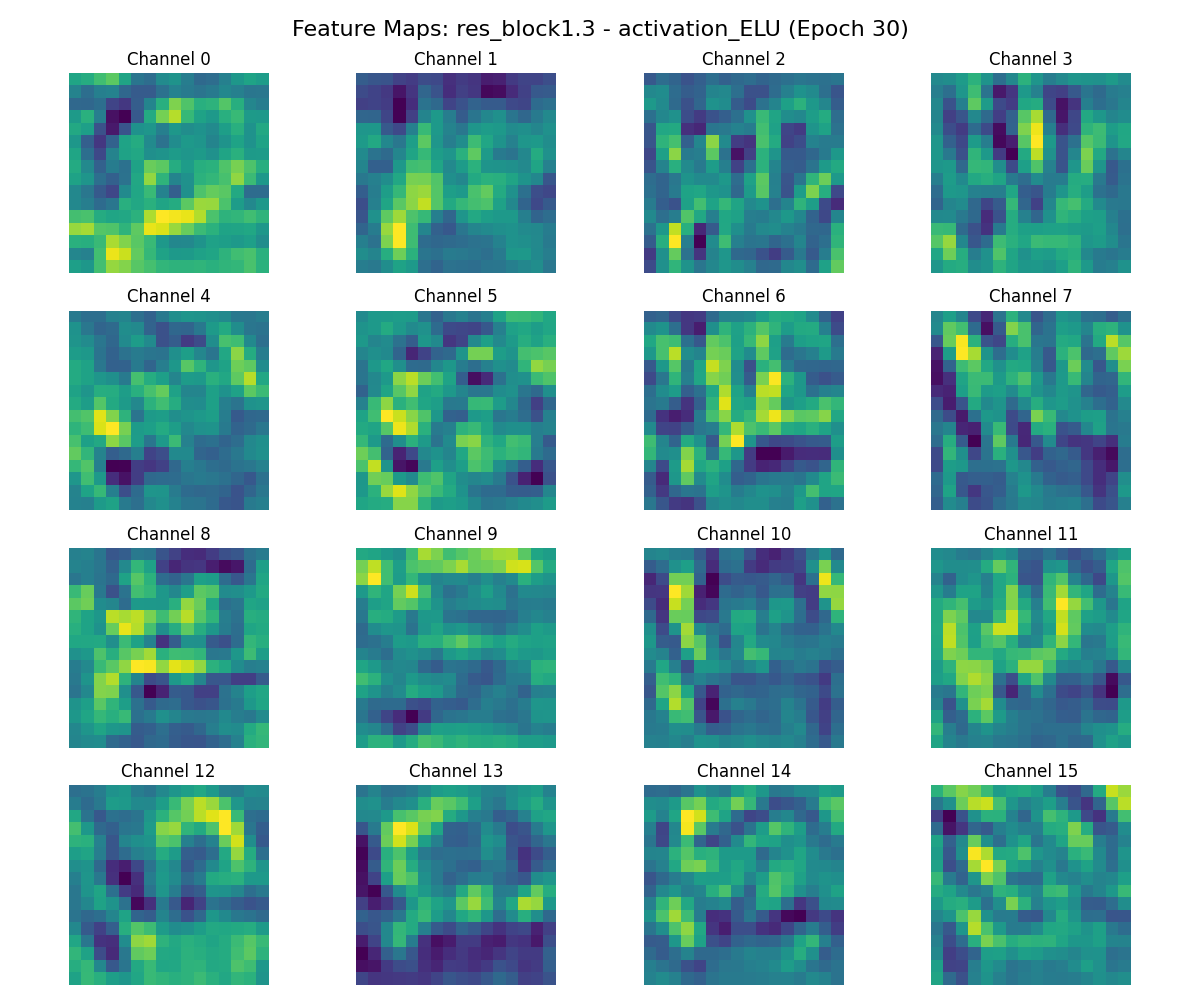 Feature Maps: res_block1.3 - activation_ELU (Epoch 30)
Channel 0 Channel 1 Channel 2 Channel 3
Channel 4 Channel 5 Channel 6 Channel 7
Channel 8 Channel 9 Channel 10 Channel 11
Channel 12 Channel 13 Channel 14 Channel 15